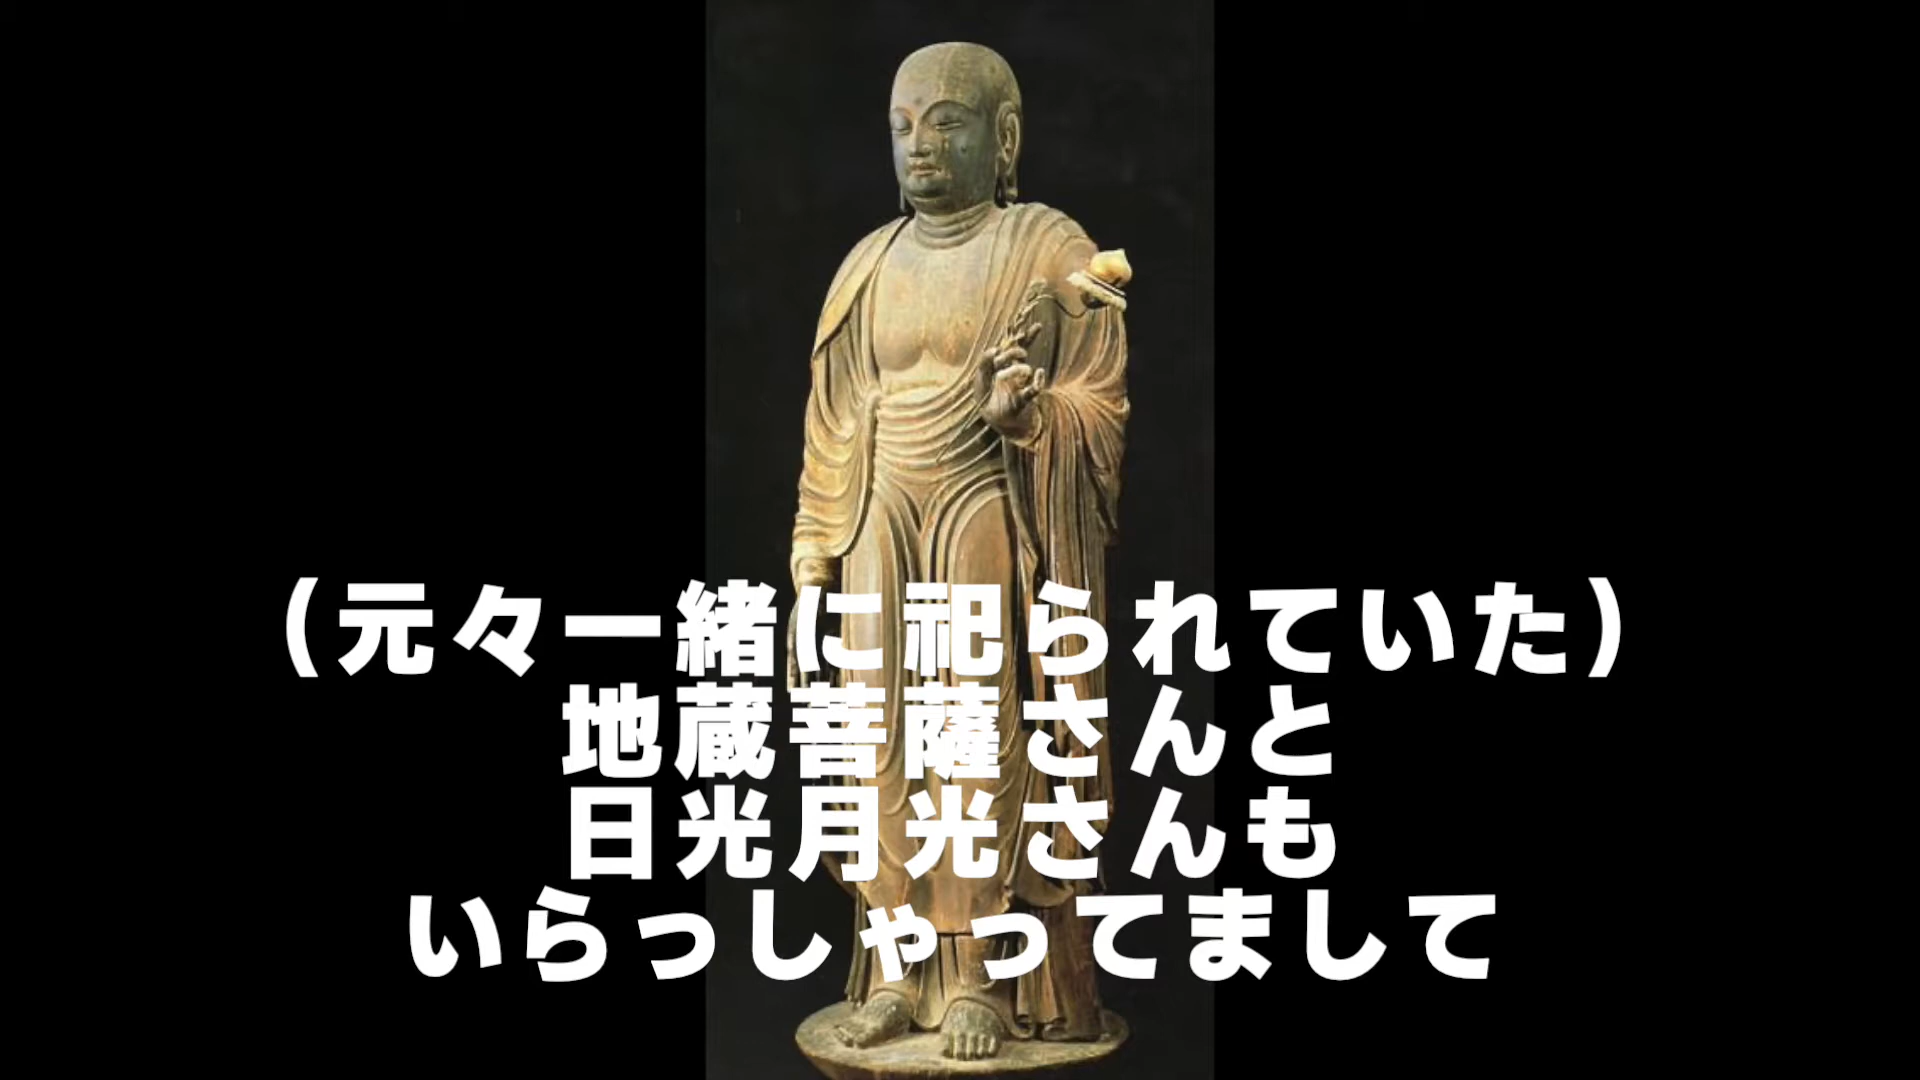 （元々一緒に祀られていた）
地蔵菩薩さんと
日光月光さんも
いらっしゃってまして